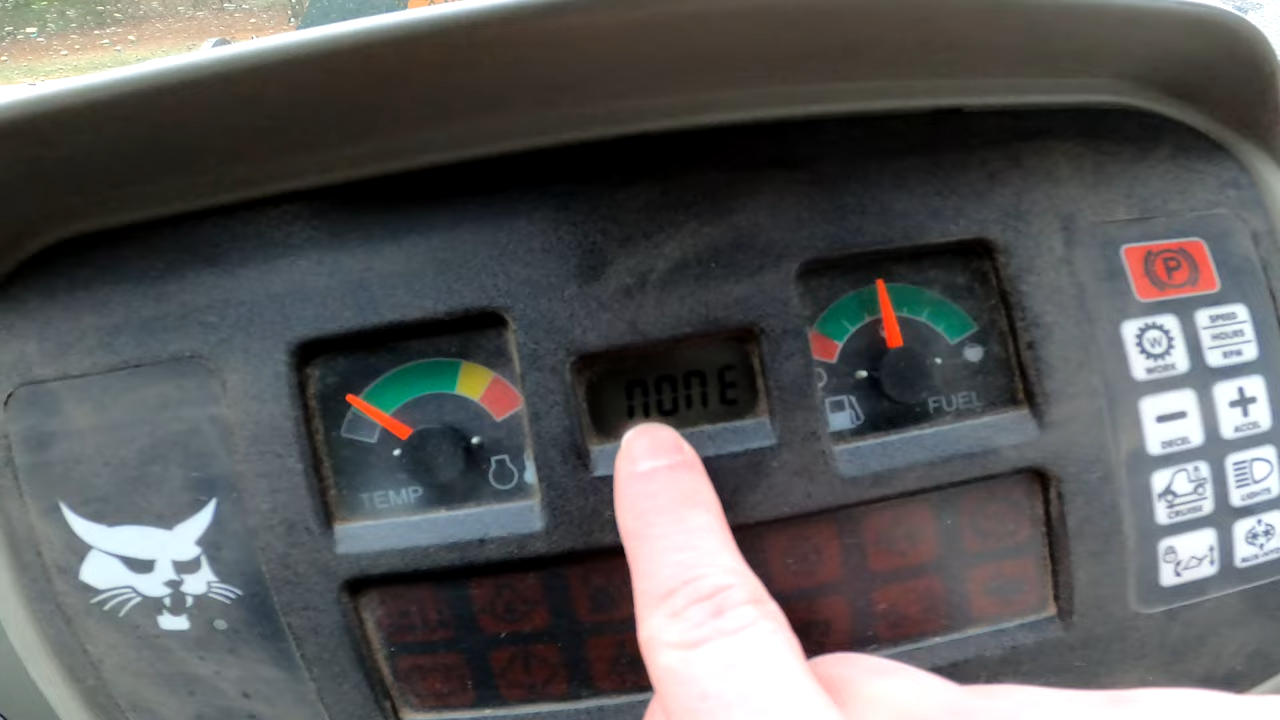 nonE
TEMP
FUEL
P
W
WORK
SPEED
HOURS
RPM
DECEL
ACCEL
CRUISE
LIGHTS